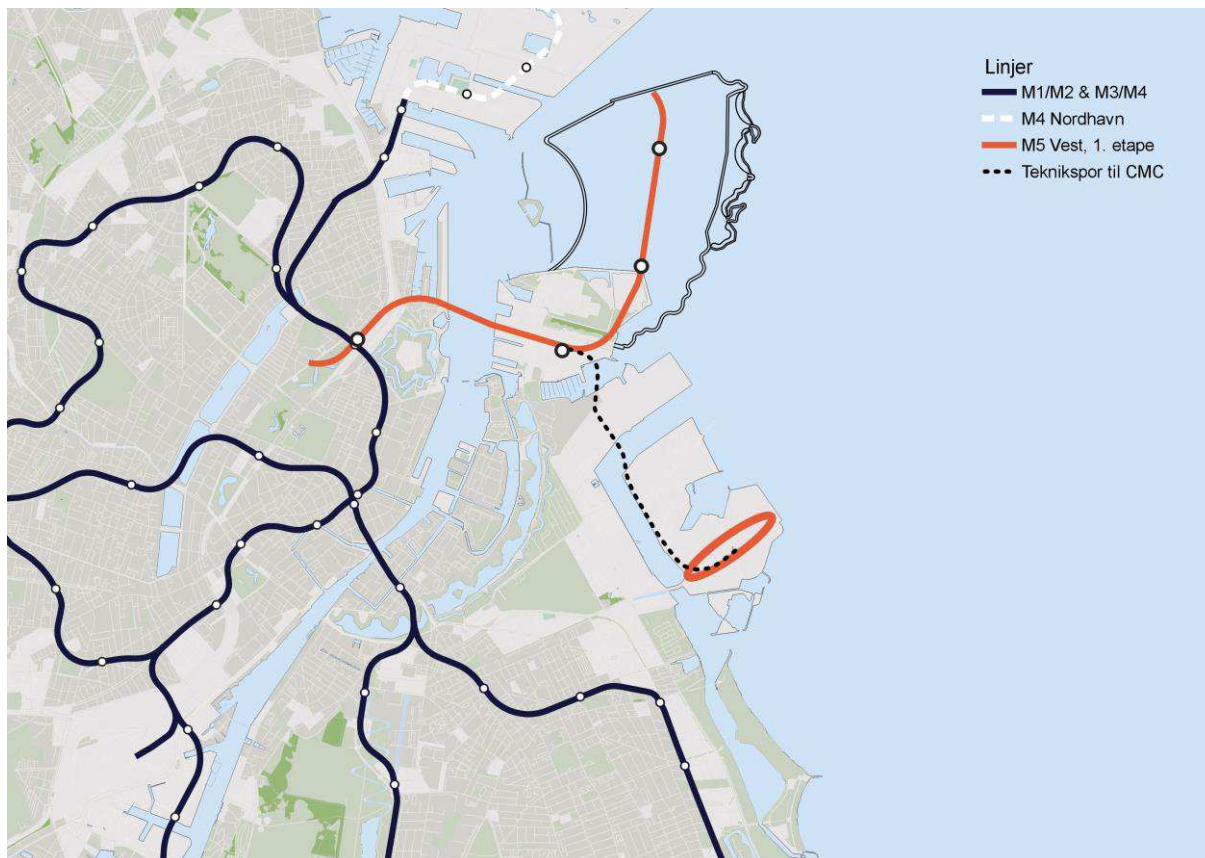 Linjer
M1/M2 & M3/M4
M4 Nordhavn
M5 Vest, 1. etape
Teknikspor til CMC